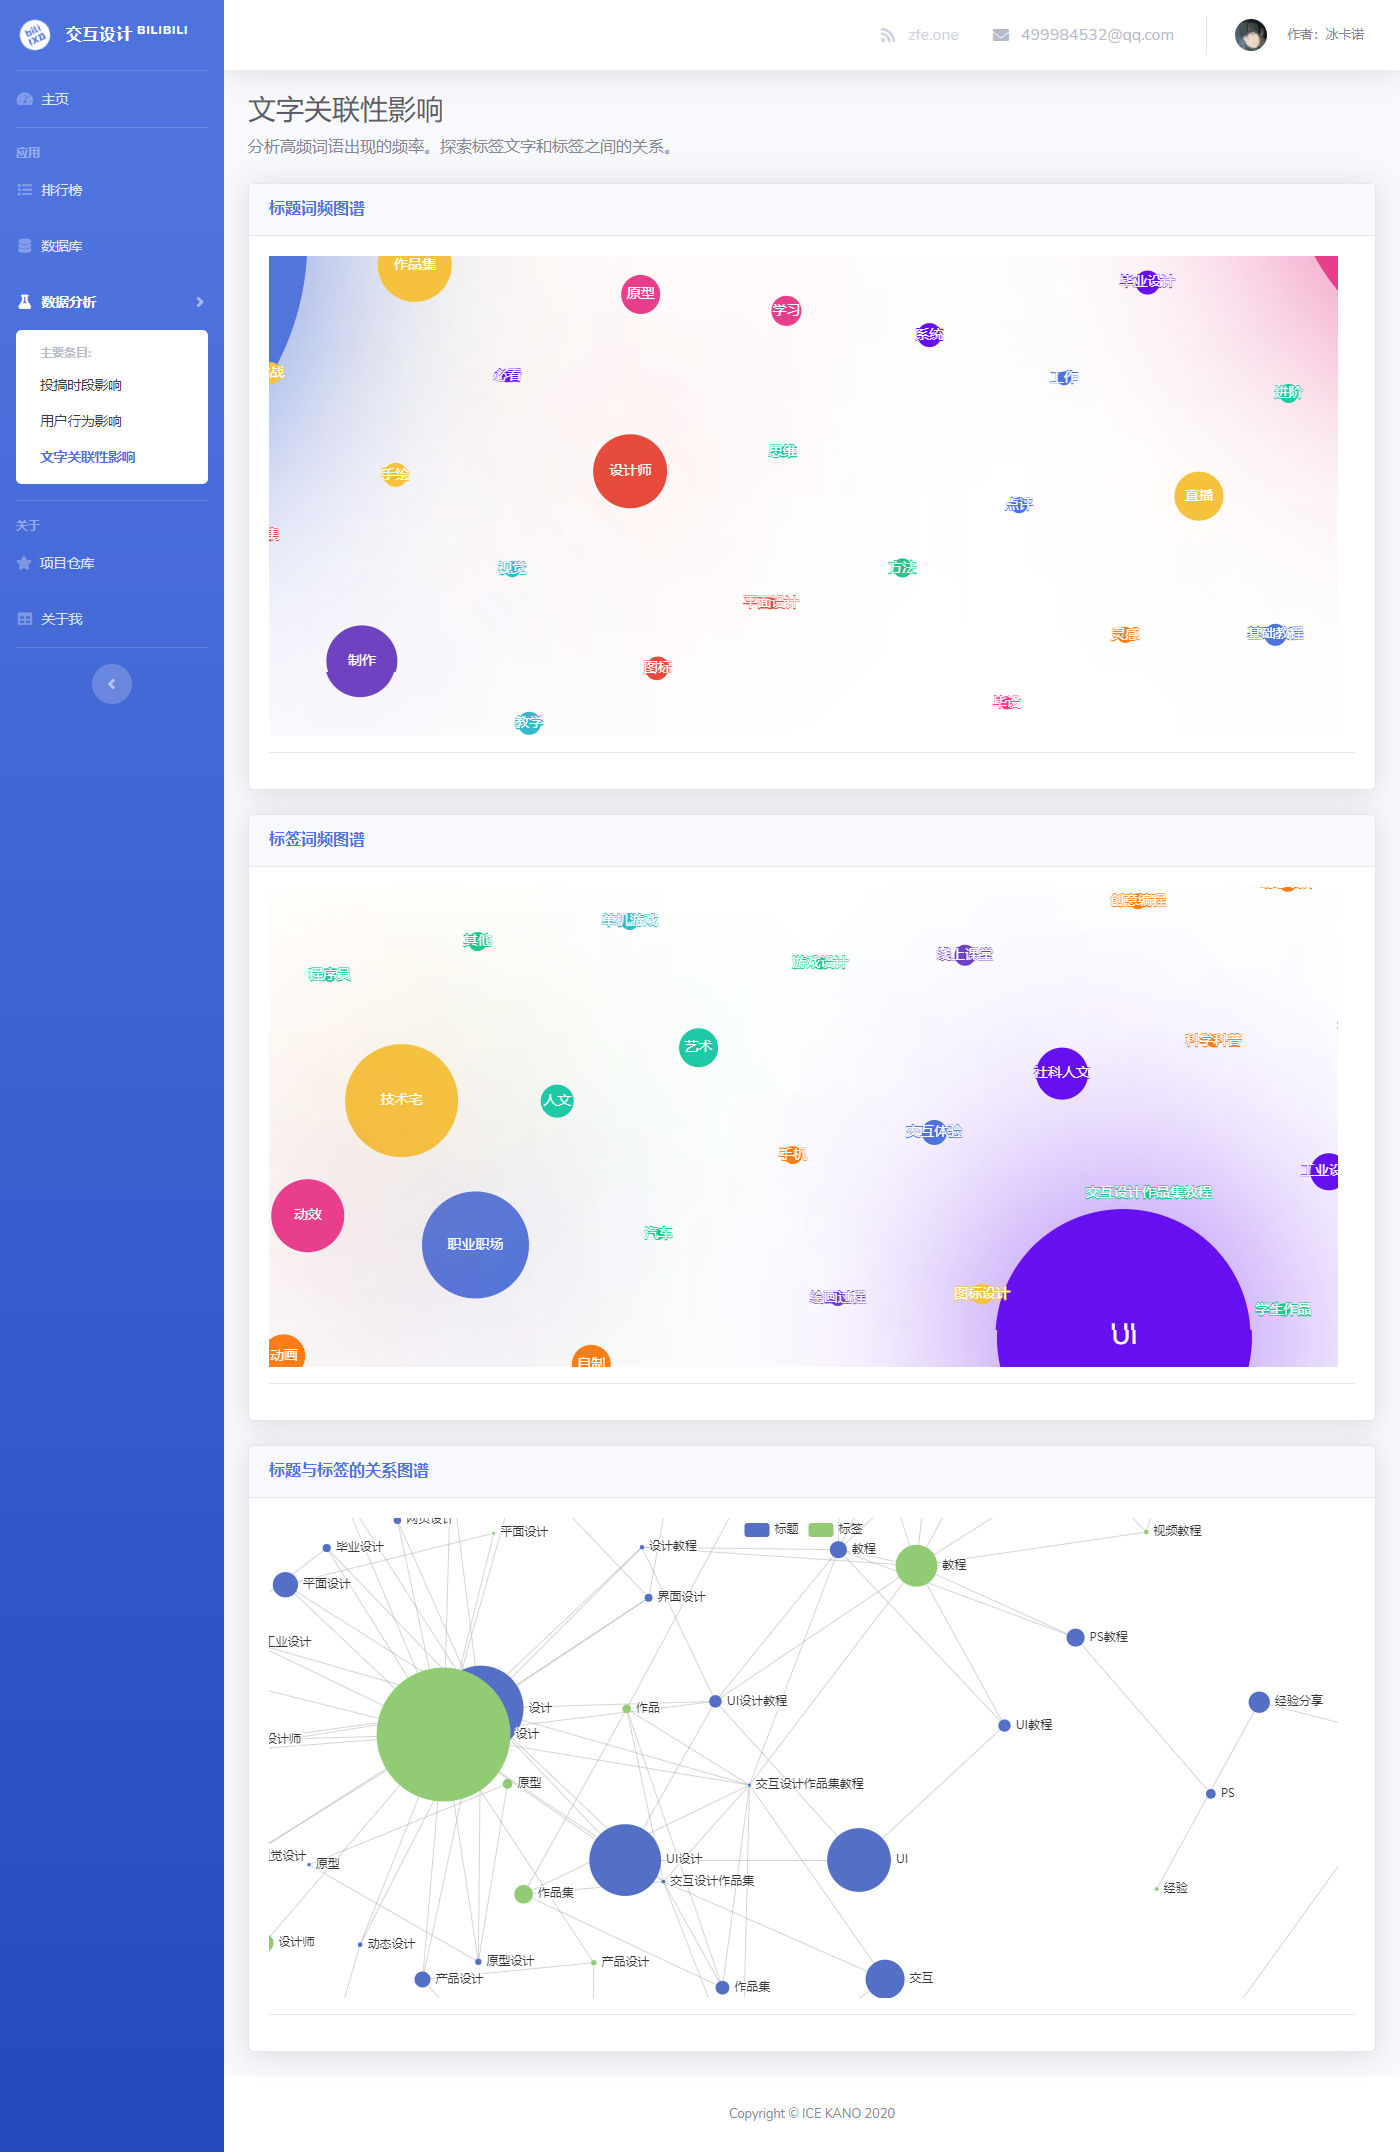 交互设计 BILIBILI
zfe.one
499984532@qq.com
作者：冰卡诺
主页
应用
排行榜
数据库
数据分析
主要条目:
投搞时段影响
用户行为影响
文字关联性影响
关于
项目仓库
关于我
文字关联性影响
分析高频词语出现的频率。探索标签文字和标签之间的关系。
标题词频图谱
作品集
原型
学习
毕业设计
系统
战
必看
工作
进阶
思维
设计师
手绘
直播
点评
集
视觉
方法
平面设计
灵感
基础教程
制作
图标
毕设
教学
标签词频图谱
创意编程
单机游戏
其他
线上课堂
游戏设计
程序员
科学科普
艺术
社科人文
技术宅
人文
交互体验
手机
工业设
交互设计作品集教程
动效
汽车
职业职场
图标设计
绘画过程
学生作品
UI
动画
自制
标题与标签的关系图谱
标题
标签
网页设计
平面设计
视频教程
毕业设计
设计教程
教程
教程
平面设计
界面设计
工业设计
PS教程
经验分享
设计
作品
UI设计教程
UI教程
设计
设计师
原型
交互设计作品集教程
PS
视觉设计
原型
UI设计
UI
交互设计作品集
作品集
经验
设计师
动态设计
原型设计
产品设计
产品设计
作品集
交互
Copyright © ICE KANO 2020